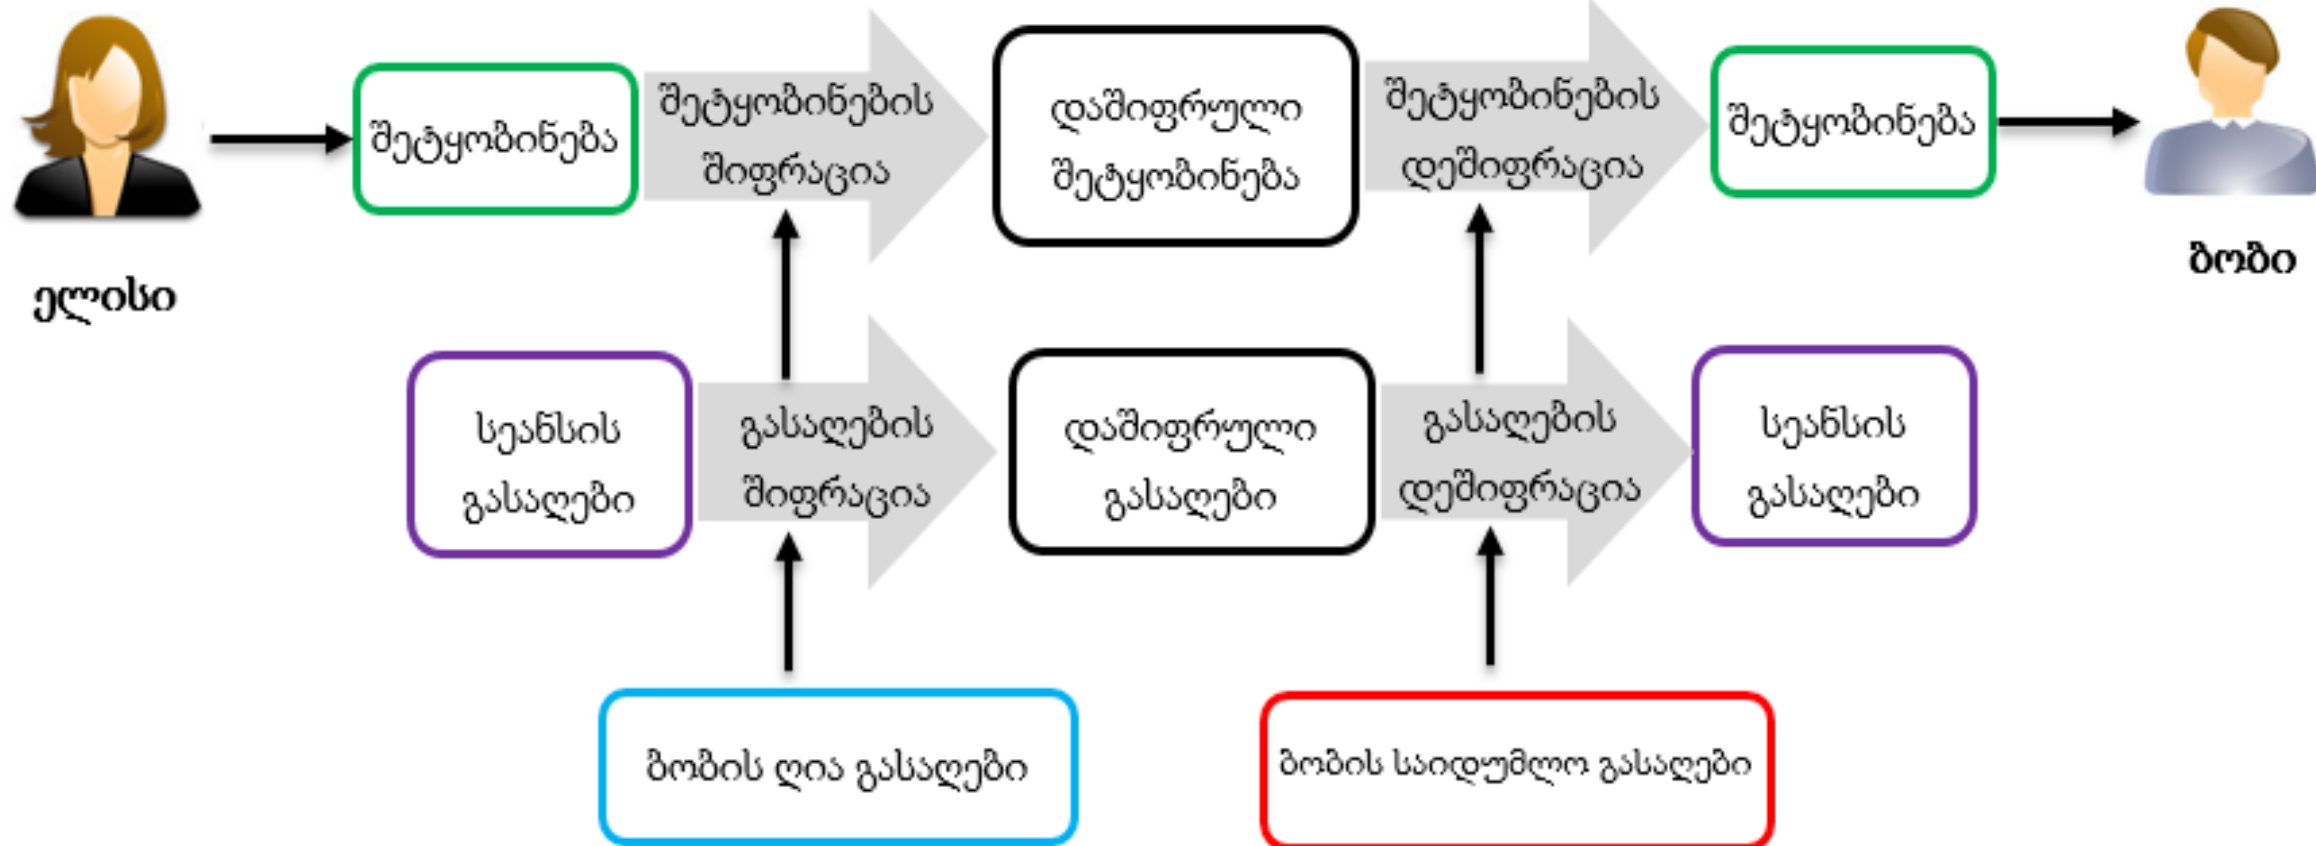 შეტყობინება
შეტყობინების
შიფრაცია
დაშიფრული
შეტყობინება
შეტყობინების
დეშიფრაცია
შეტყობინება
ელისი
ბობი
სეანსის
გასაღები
გასაღების
შიფრაცია
დაშიფრული
გასაღები
გასაღების
დეშიფრაცია
სეანსის
გასაღები
ბობის ღია გასაღები
ბობის საიდუმლო გასაღები